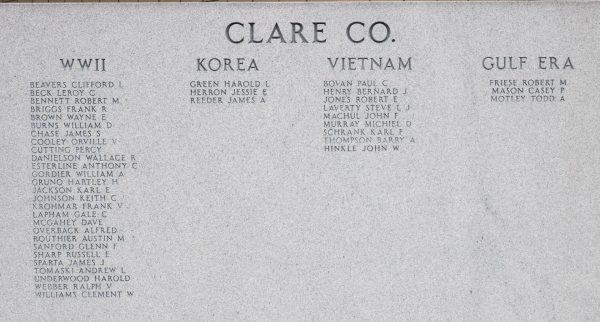 CLARE CO.
WWII
BEAVERS CLIFFORD L
BECK LEROY C
BENNETT ROBERT M
BRIGGS FRANK R
BROWN WAYNE E
BURNS WILLIAM D
CHASE JAMES S
COOLEY ORVILLE V
CUTTING PERCY
DANIELSON WALLACE R
ESTERLINE ANTHONY C
GORDIER WILLIAM A
GRUNO HARTLEY H
JACKSON KARL E
JOHNSON KEITH C
KROHMAR FRANK V
LAPHAM GALE C
MCGAHEY DAVE
OVERBACK ALFRED
ROUTHIER AUSTIN M
SANFORD GLENN F
SHARP RUSSELL E
SPARTA JAMES J
TOMASKI ANDREW L
UNDERWOOD HAROLD
WEBBER RALPH V
WILLIAMS CLEMENT W
KOREA
GREEN HAROLD L
HERRON JESSIE E
REEDER JAMES A
VIETNAM
BOVAN PAUL C
HENRY BERNARD J
JONES ROBERT E
LAVERTY STEVE L J
MACHUL JOHN F
MURRAY MICHIEL D
SCHRANK KARL F
THOMPSON BARRY A
HINKLE JOHN W
GULF ERA
FRIESE ROBERT M
MASON CASEY P
MOTLEY TODD A